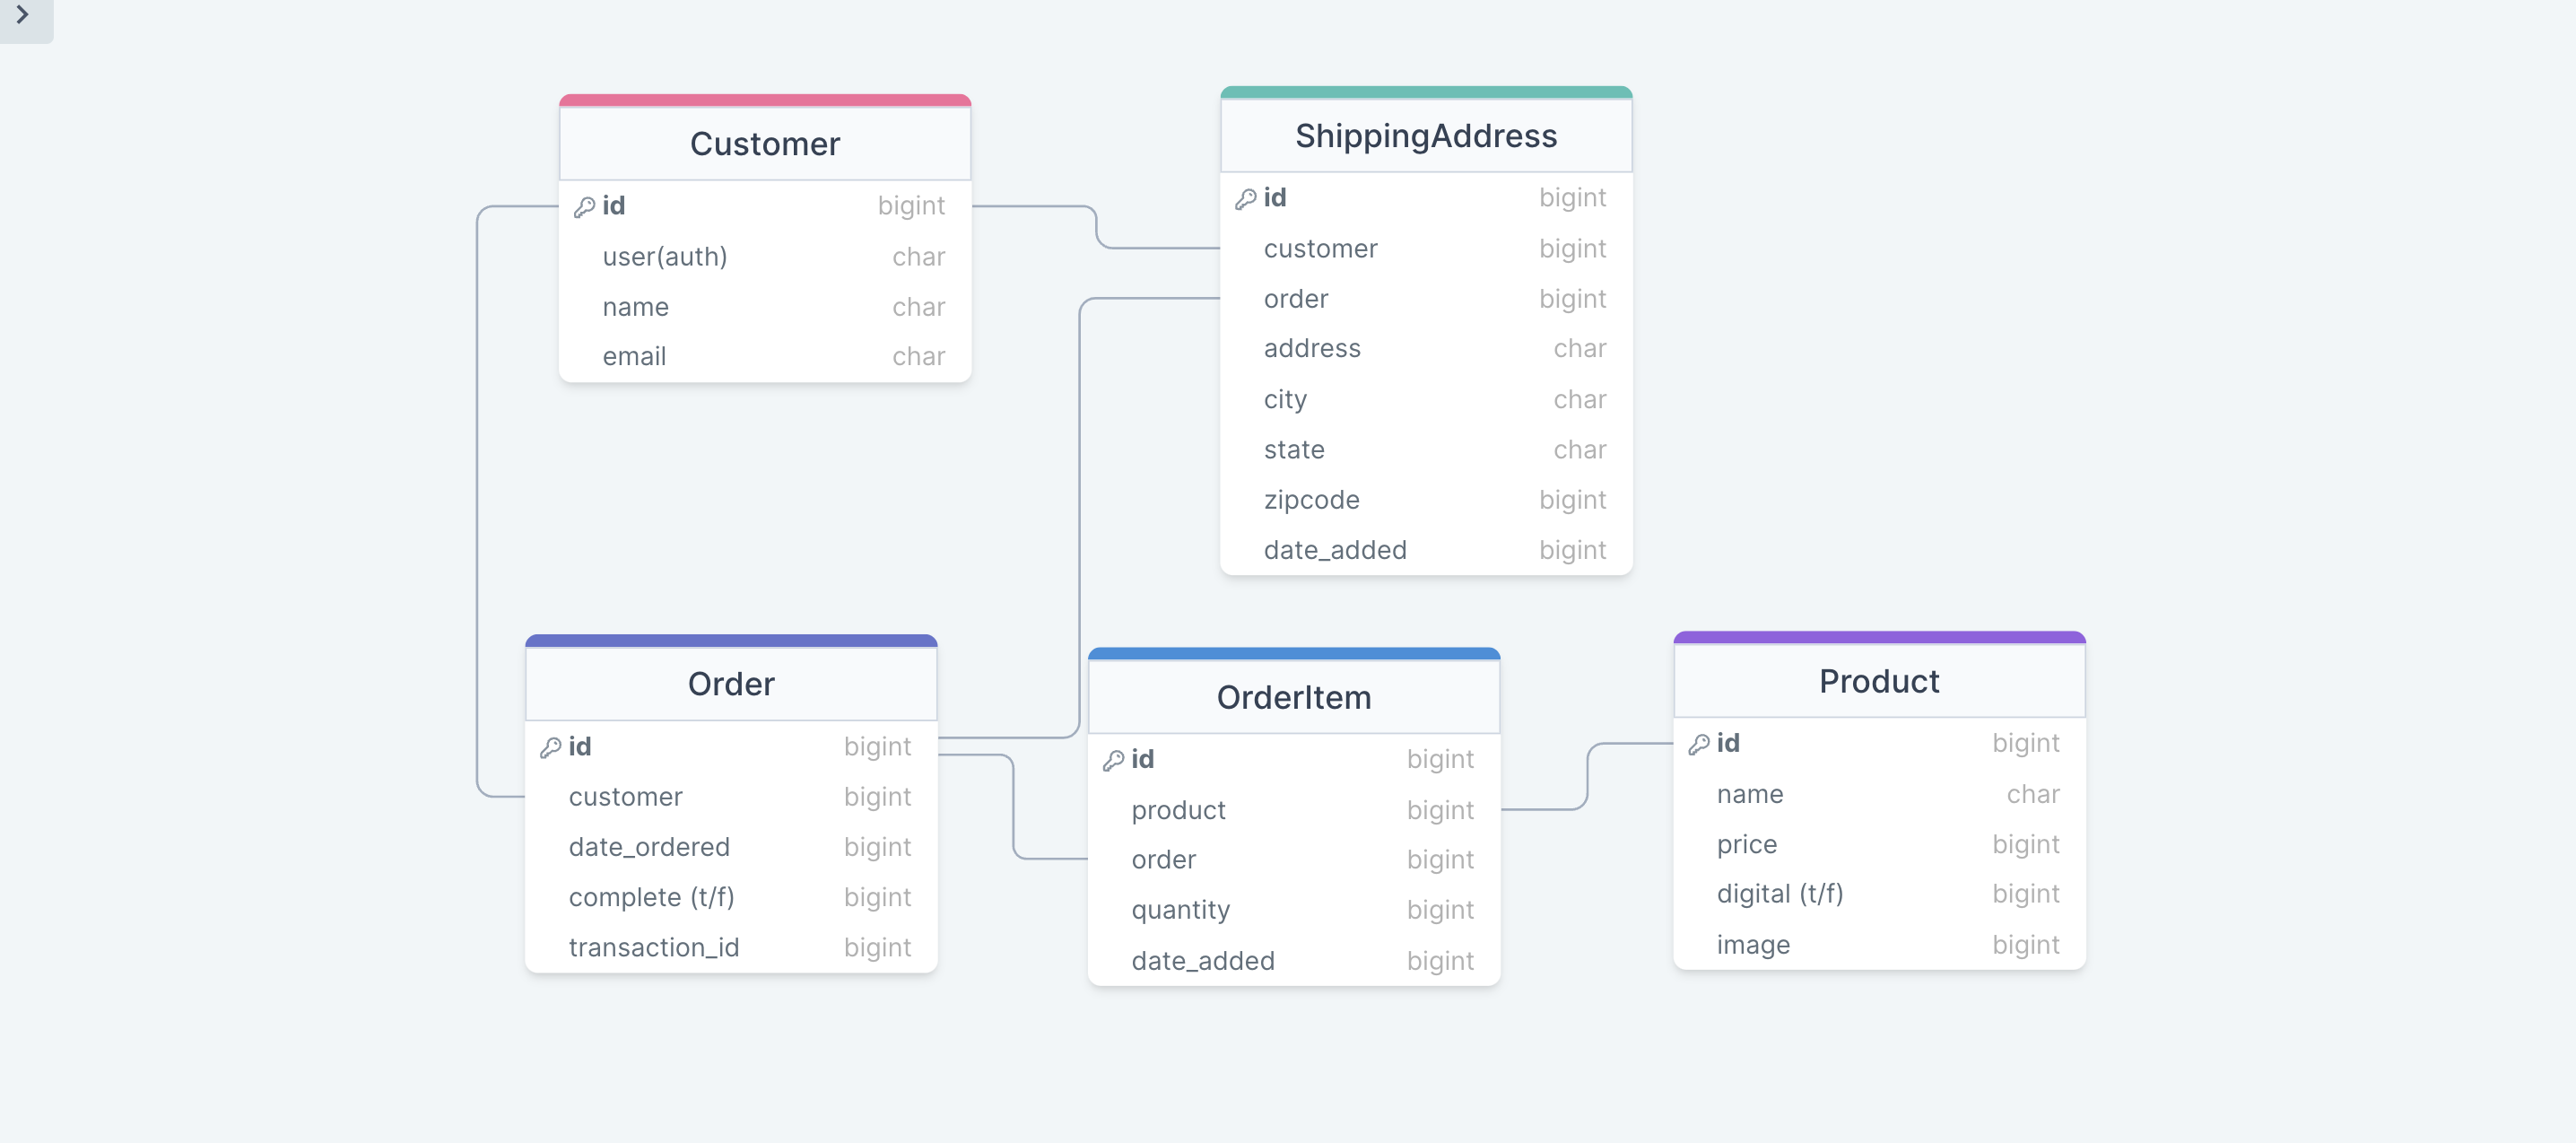 Customer
id bigint
user(auth) char
name char
email char
ShippingAddress
id bigint
customer bigint
order bigint
address char
city char
state char
zipcode bigint
date_added bigint
Order
id bigint
customer bigint
date_ordered bigint
complete (t/f) bigint
transaction_id bigint
OrderItem
id bigint
product bigint
order bigint
quantity bigint
date_added bigint
Product
id bigint
name char
price bigint
digital (t/f) bigint
image bigint